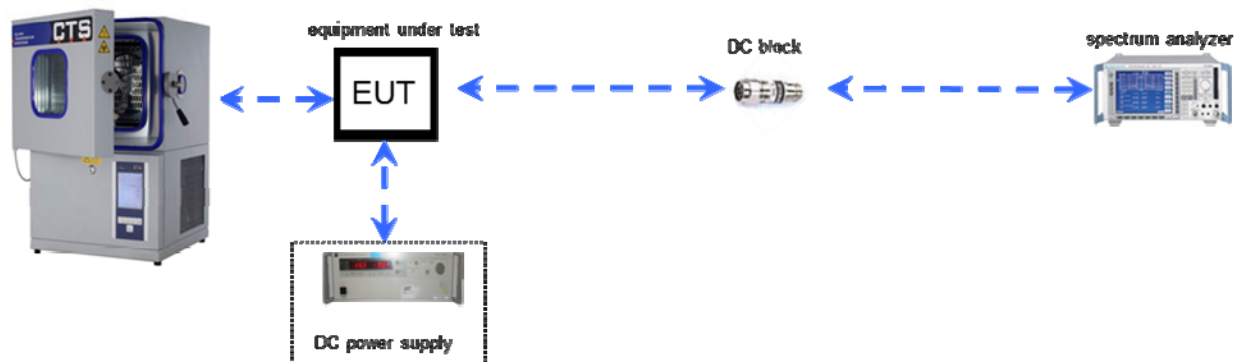 CTS
equipment under test
EUT
DC block
spectrum analyzer
DC power supply